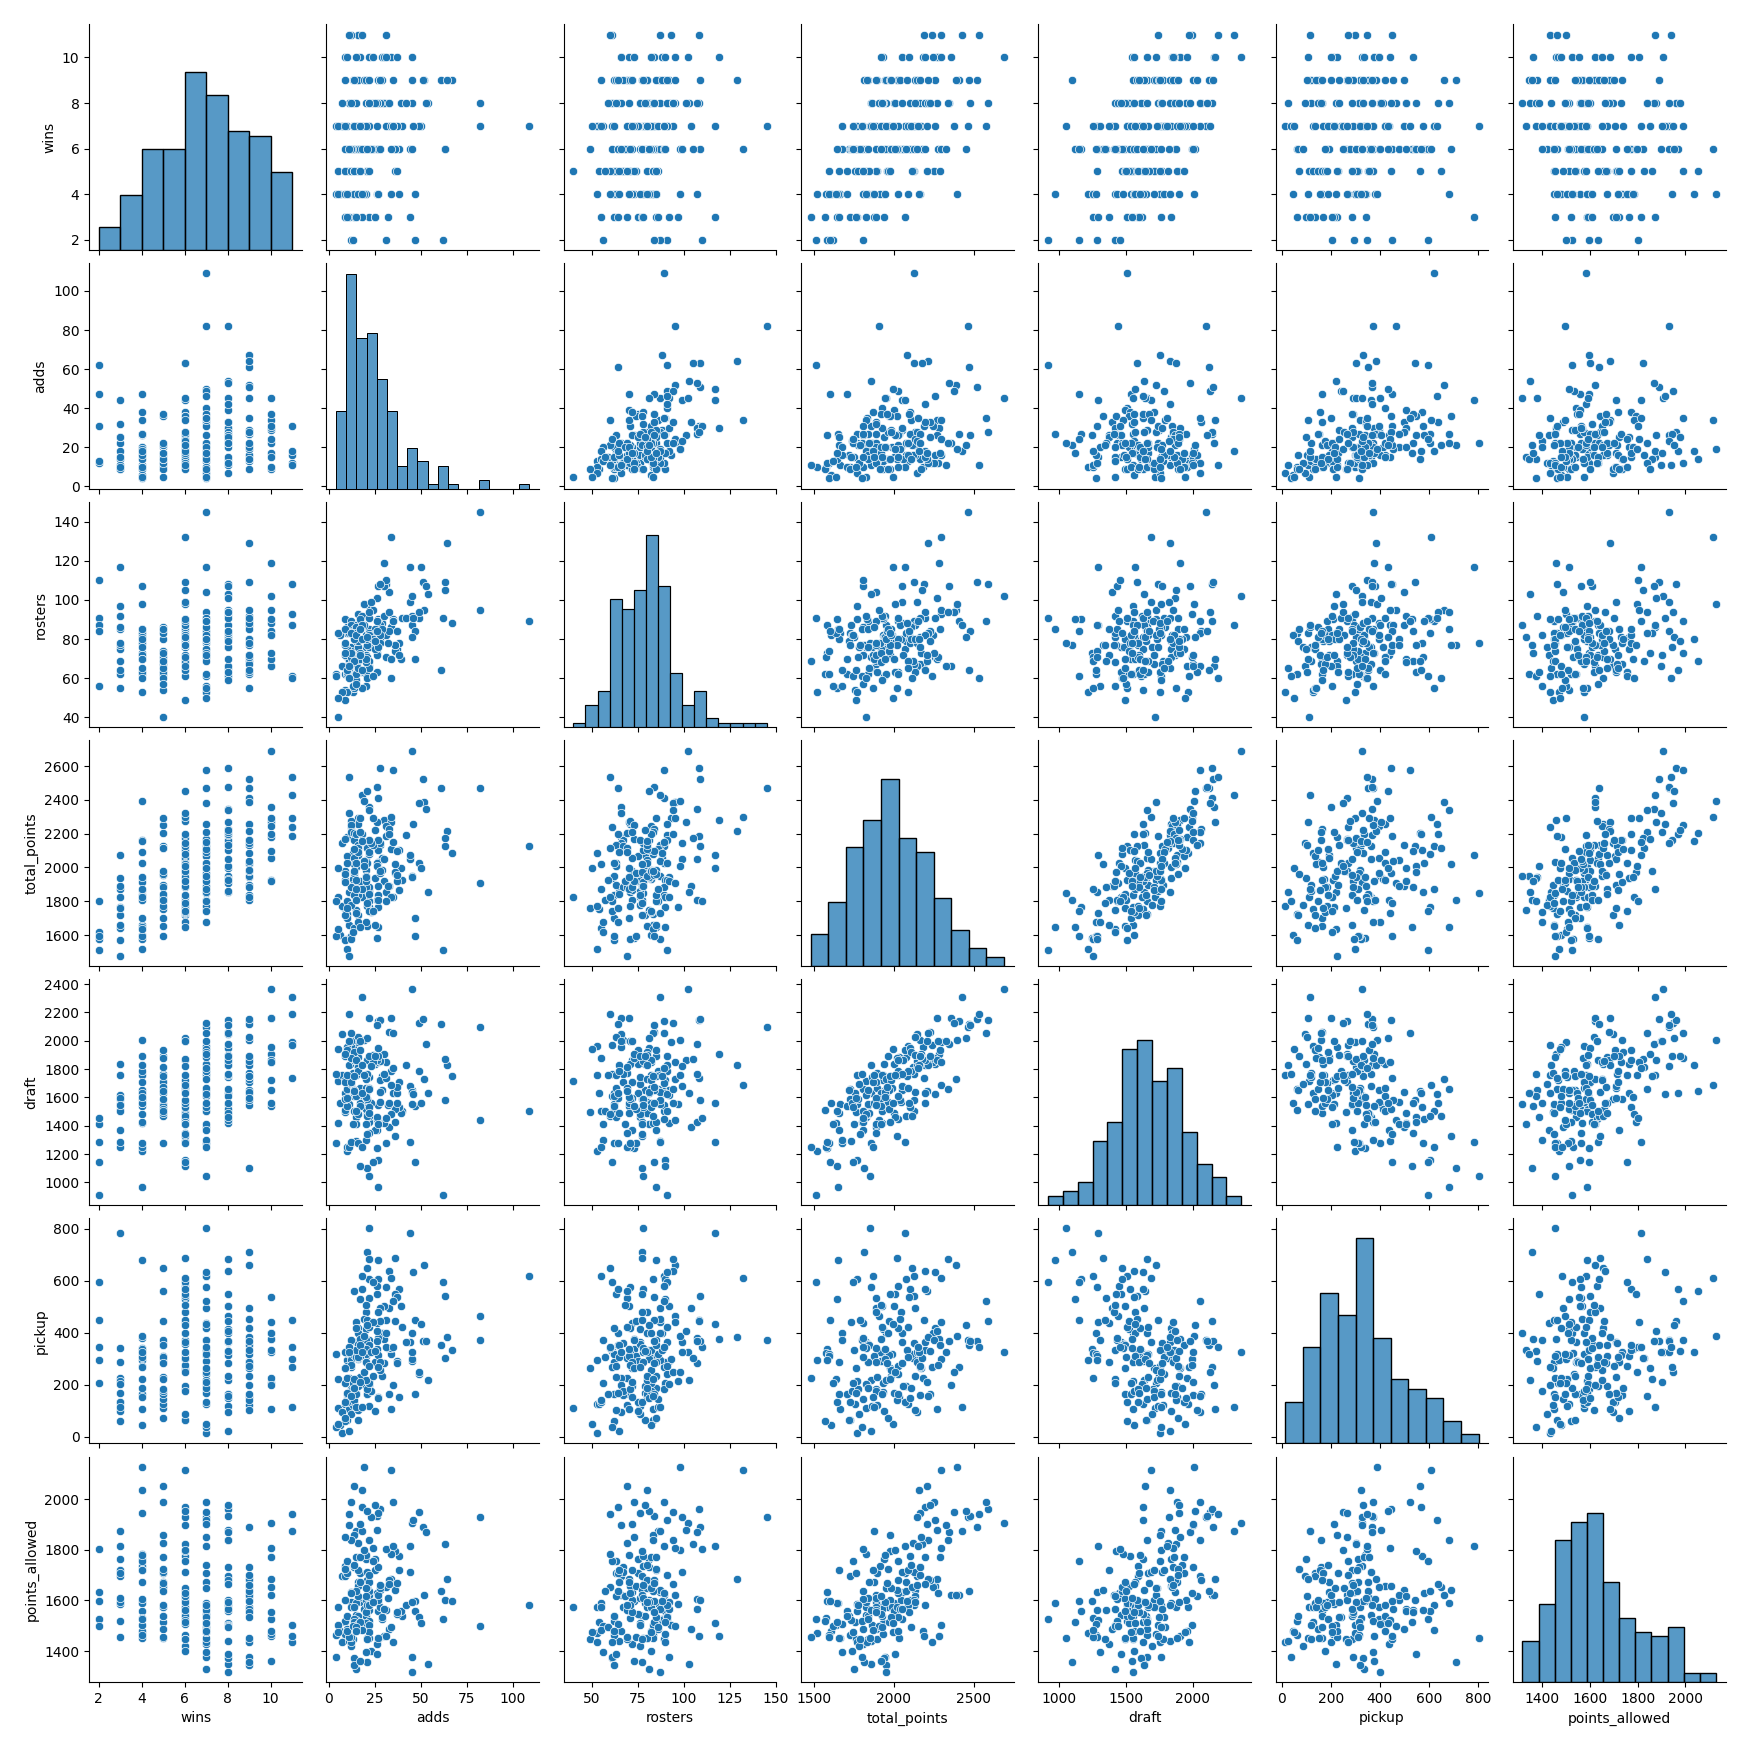 10
8
6
4
2
wins
100
80
60
40
20
0
adds
140
120
100
80
60
40
rosters
2600
2400
2200
2000
1800
1600
total_points
2400
2200
2000
1800
1600
1400
1200
1000
draft
800
600
400
200
0
pickup
2000
1800
1600
1400
points_allowed
2 4 6 8 10
0 25 50 75 100
50 75 100 125 150
1500 2000 2500
1000 1500 2000
0 200 400 600 800
1400 1600 1800 2000
wins adds rosters total_points draft pickup points_allowed